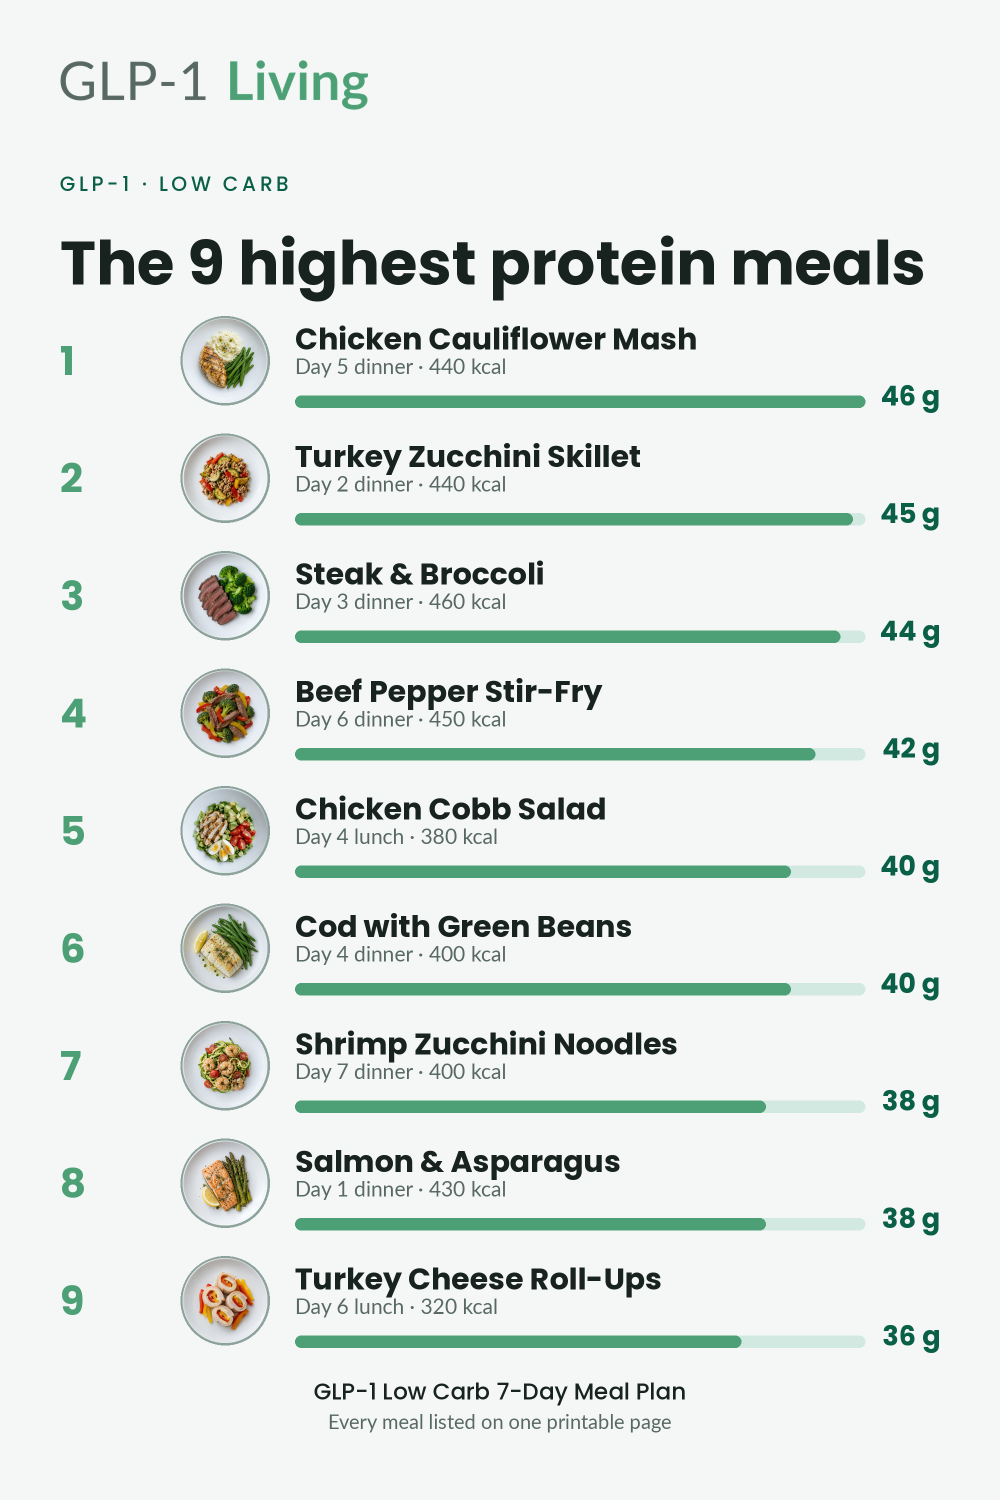 GLP-1 Living
GLP-1 · LOW CARB
The 9 highest protein meals
1
Chicken Cauliflower Mash
Day 5 dinner · 440 kcal
46 g
2
Turkey Zucchini Skillet
Day 2 dinner · 440 kcal
45 g
3
Steak & Broccoli
Day 3 dinner · 460 kcal
44 g
4
Beef Pepper Stir-Fry
Day 6 dinner · 450 kcal
42 g
5
Chicken Cobb Salad
Day 4 lunch · 380 kcal
40 g
6
Cod with Green Beans
Day 4 dinner · 400 kcal
40 g
7
Shrimp Zucchini Noodles
Day 7 dinner · 400 kcal
38 g
8
Salmon & Asparagus
Day 1 dinner · 430 kcal
38 g
9
Turkey Cheese Roll-Ups
Day 6 lunch · 320 kcal
36 g
GLP-1 Low Carb 7-Day Meal Plan
Every meal listed on one printable page